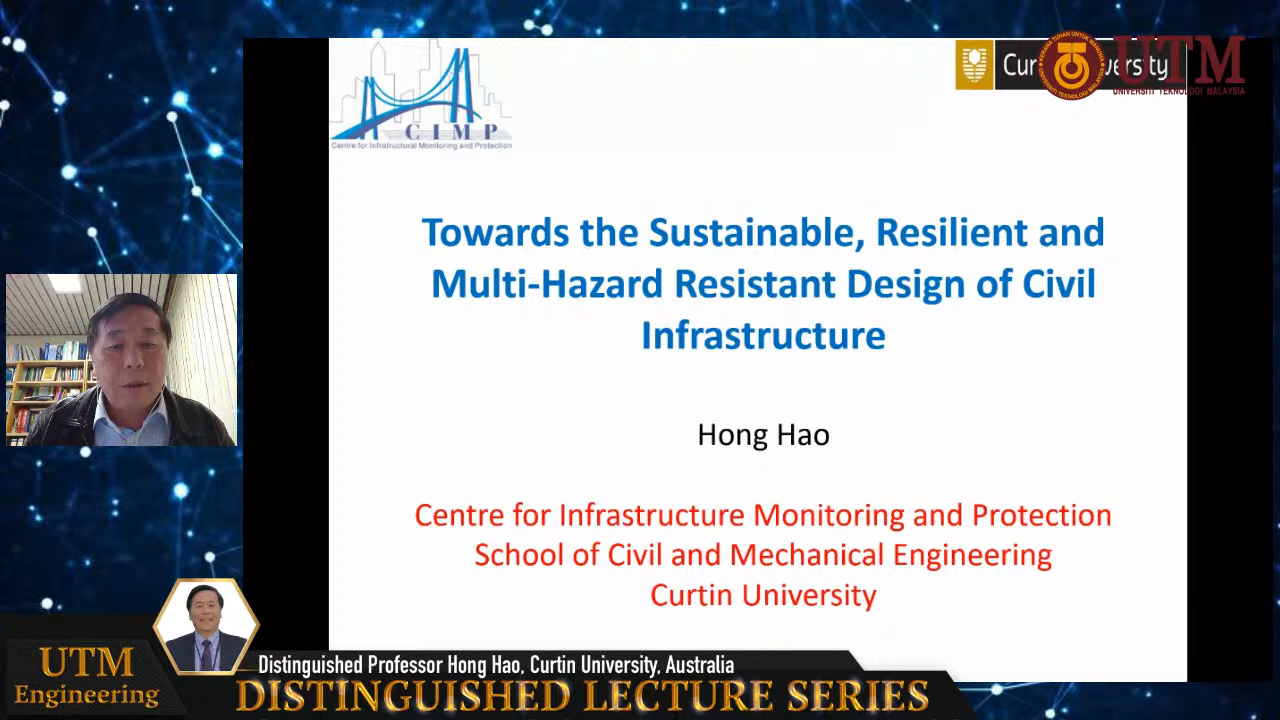 CIMP
Centre for Infrastructural Monitoring and Protection
UTM
UNIVERSITI TEKNOLOGI MALAYSIA
Towards the Sustainable, Resilient and
Multi-Hazard Resistant Design of Civil
Infrastructure
Hong Hao
Centre for Infrastructure Monitoring and Protection
School of Civil and Mechanical Engineering
Curtin University
UTM
Engineering
Distinguished Professor Hong Hao, Curtin University, Australia
DISTINGUISHED LECTURE SERIES